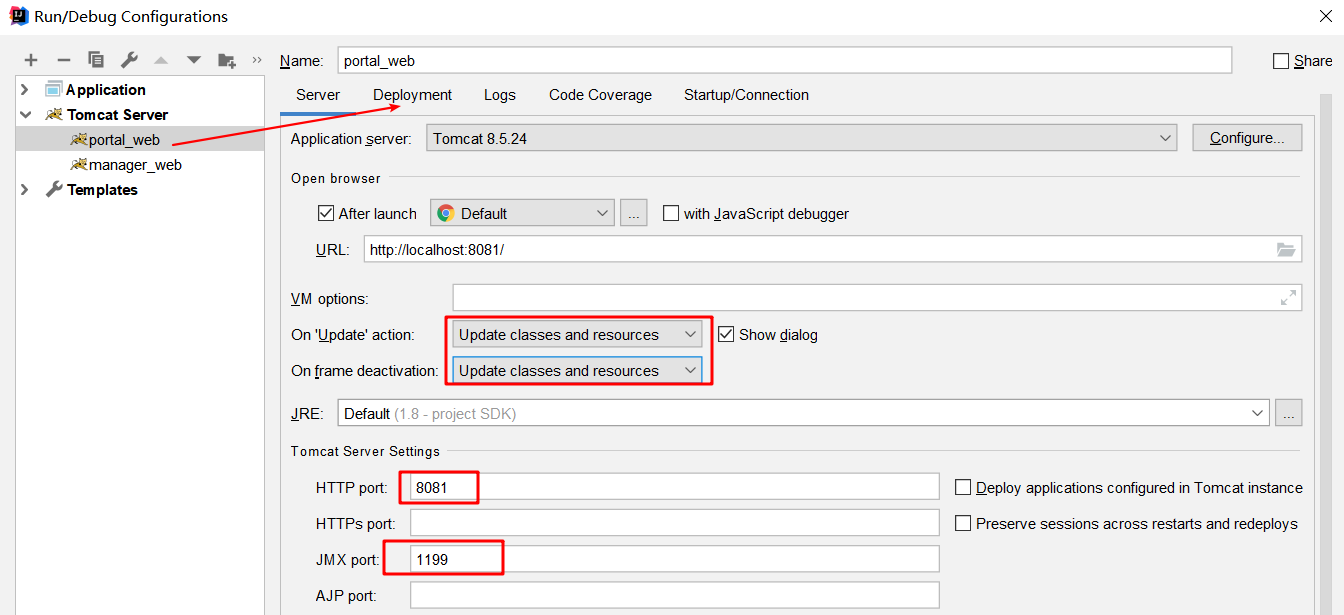 Run/Debug Configurations
Name: portal_web
Share
Application
Tomcat Server
portal_web
manager_web
Templates
Server Deployment Logs Code Coverage Startup/Connection
Application server: Tomcat 8.5.24 Configure...
Open browser
After launch Default ... with JavaScript debugger
URL: http://localhost:8081/
VM options:
On 'Update' action: Update classes and resources Show dialog
On frame deactivation: Update classes and resources
JRE: Default (1.8 - project SDK) ...
Tomcat Server Settings
HTTP port: 8081 Deploy applications configured in Tomcat instance
HTTPs port: Preserve sessions across restarts and redeploys
JMX port: 1199
AJP port: